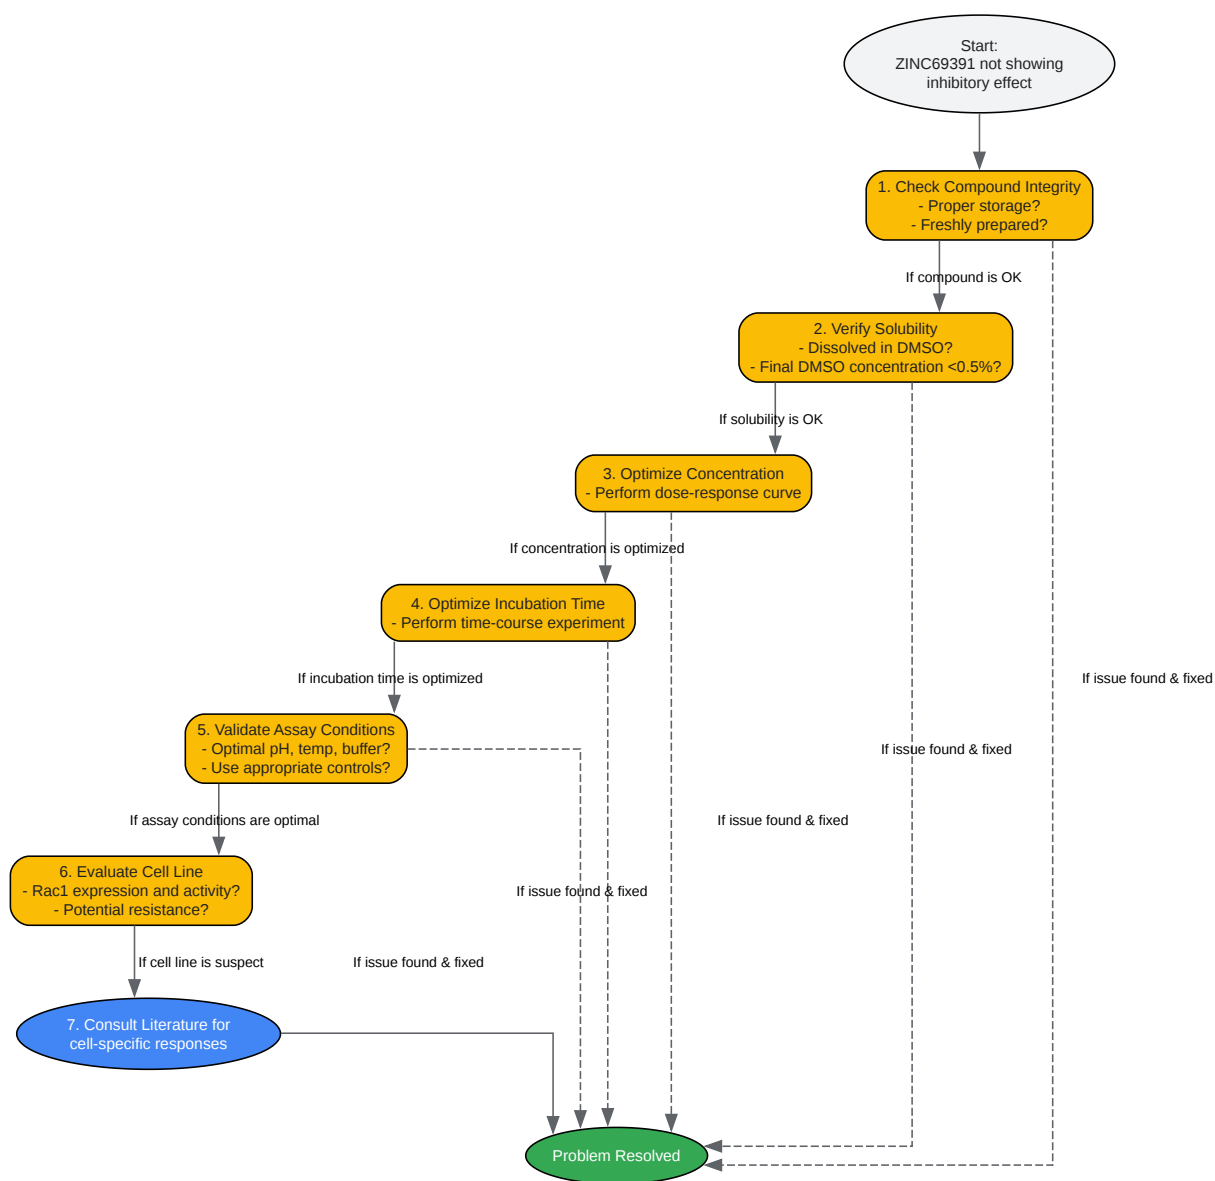 Start:
ZINC69391 not showing
inhibitory effect
1. Check Compound Integrity
- Proper storage?
- Freshly prepared?
If compound is OK
2. Verify Solubility
- Dissolved in DMSO?
- Final DMSO concentration <0.5%?
If solubility is OK
3. Optimize Concentration
- Perform dose-response curve
If concentration is optimized
4. Optimize Incubation Time
- Perform time-course experiment
If incubation time is optimized
If issue found & fixed
5. Validate Assay Conditions
- Optimal pH, temp, buffer?
- Use appropriate controls?
If issue found & fixed
If assay conditions are optimal
If issue found & fixed
6. Evaluate Cell Line
- Rac1 expression and activity?
- Potential resistance?
If issue found & fixed
If cell line is suspect
If issue found & fixed
7. Consult Literature for
cell-specific responses
Problem Resolved